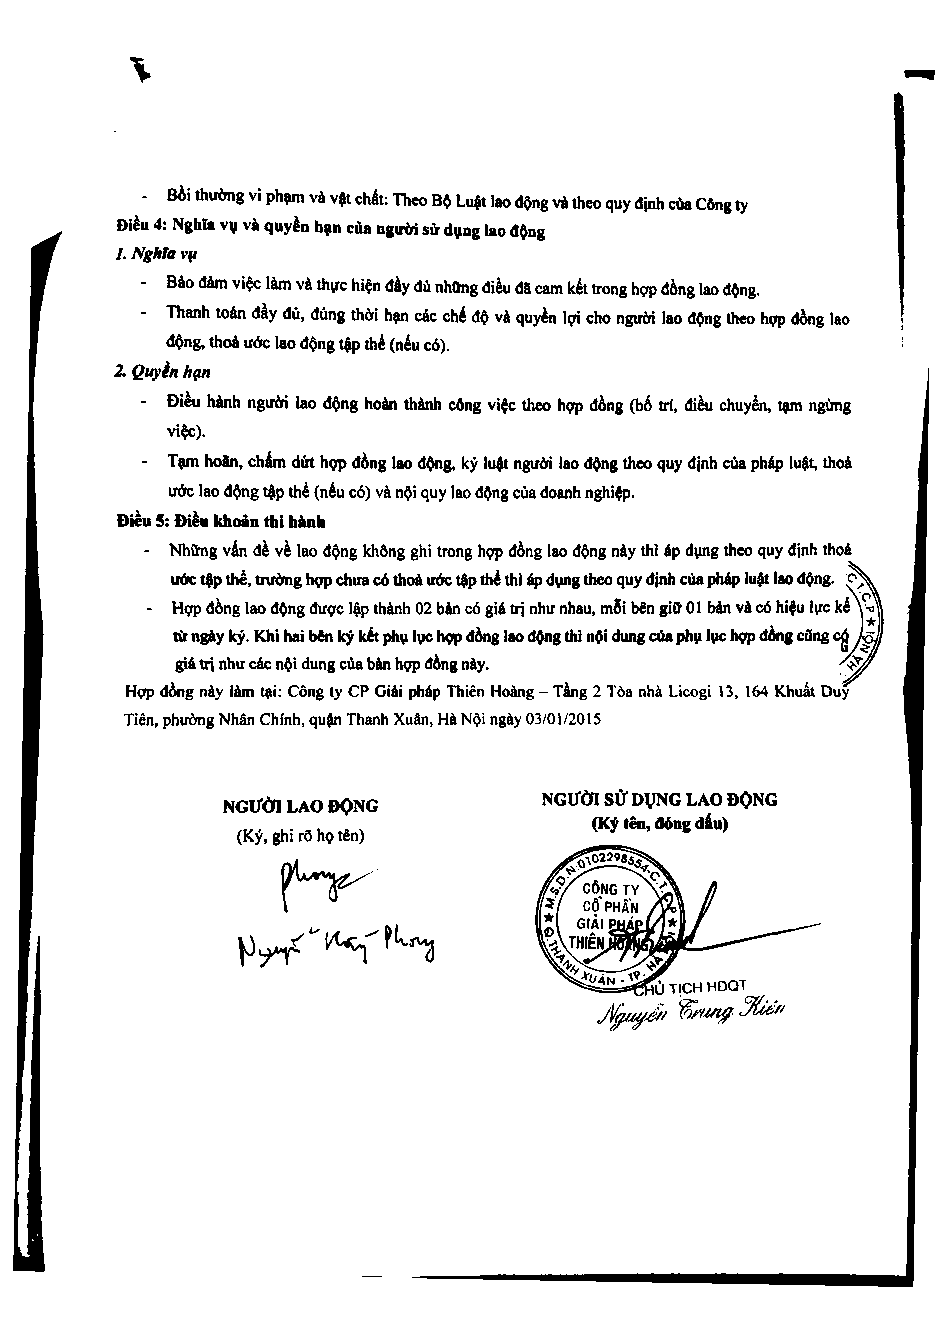 - Bồi thường vi phạm và vật chất: Theo Bộ Luật lao động và theo quy định của Công ty
Điều 4: Nghĩa vụ và quyền hạn của người sử dụng lao động
1. Nghĩa vụ
- Bảo đảm việc làm và thực hiện đầy đủ những điều đã cam kết trong hợp đồng lao động.
- Thanh toán đầy đủ, đúng thời hạn các chế độ và quyền lợi cho người lao động theo hợp đồng lao
động, thoả ước lao động tập thể (nếu có).
2. Quyền hạn
- Điều hành người lao động hoàn thành công việc theo hợp đồng (bố trí, điều chuyển, tạm ngừng
việc).
- Tạm hoãn, chấm dứt hợp đồng lao động, kỷ luật người lao động theo quy định của pháp luật, thoả
ước lao động tập thể (nếu có) và nội quy lao động của doanh nghiệp.
Điều 5: Điều khoản thi hành
- Những vấn đề về lao động không ghi trong hợp đồng lao động này thì áp dụng theo quy định thoả
ước tập thể, trường hợp chưa có thoả ước tập thể thì áp dụng theo quy định của pháp luật lao động.
- Hợp đồng lao động được lập thành 02 bản có giá trị như nhau, mỗi bên giữ 01 bản và có hiệu lực kể
từ ngày ký. Khi hai bên ký kết phụ lục hợp đồng lao động thì nội dung của phụ lục hợp đồng cũng có
giá trị như các nội dung của bản hợp đồng này.
C.T.C.P ★ HÀ NỘI
Hợp đồng này làm tại: Công ty CP Giải pháp Thiên Hoàng – Tầng 2 Tòa nhà Licogi 13, 164 Khuất Duy
Tiên, phường Nhân Chính, quận Thanh Xuân, Hà Nội ngày 03/01/2015
NGƯỜI LAO ĐỘNG
(Ký, ghi rõ họ tên)
Phong
Nguyễn Phong
NGƯỜI SỬ DỤNG LAO ĐỘNG
(Ký tên, đóng dấu)
M.S.D.N:0102298554-C.T.C.P
CÔNG TY
CỔ PHẦN
GIẢI PHÁP
THIÊN HOÀNG
Q.THANH XUÂN - TP. HÀ NỘI
CHỦ TỊCH HĐQT
Nguyễn Trung Kiên